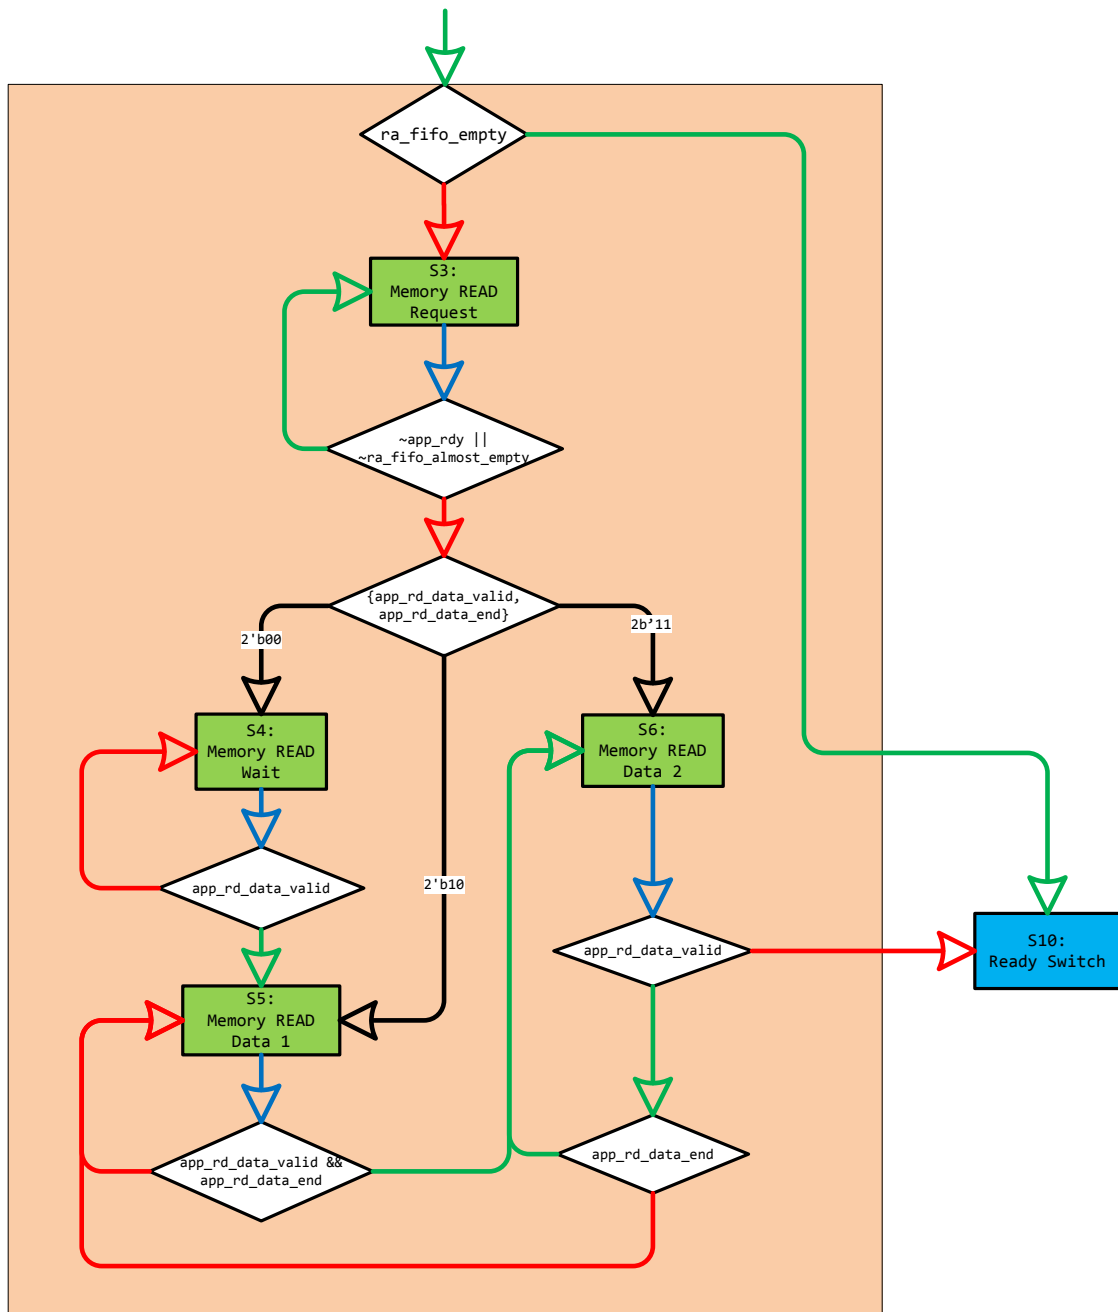 ra_fifo_empty
S3:
Memory READ
Request
~app_rdy ||
~ra_fifo_almost_empty
{app_rd_data_valid,
app_rd_data_end}
2'b00
2b'11
S4:
Memory READ
Wait
S6:
Memory READ
Data 2
app_rd_data_valid
2'b10
app_rd_data_valid
S10:
Ready Switch
S5:
Memory READ
Data 1
app_rd_data_valid &&
app_rd_data_end
app_rd_data_end